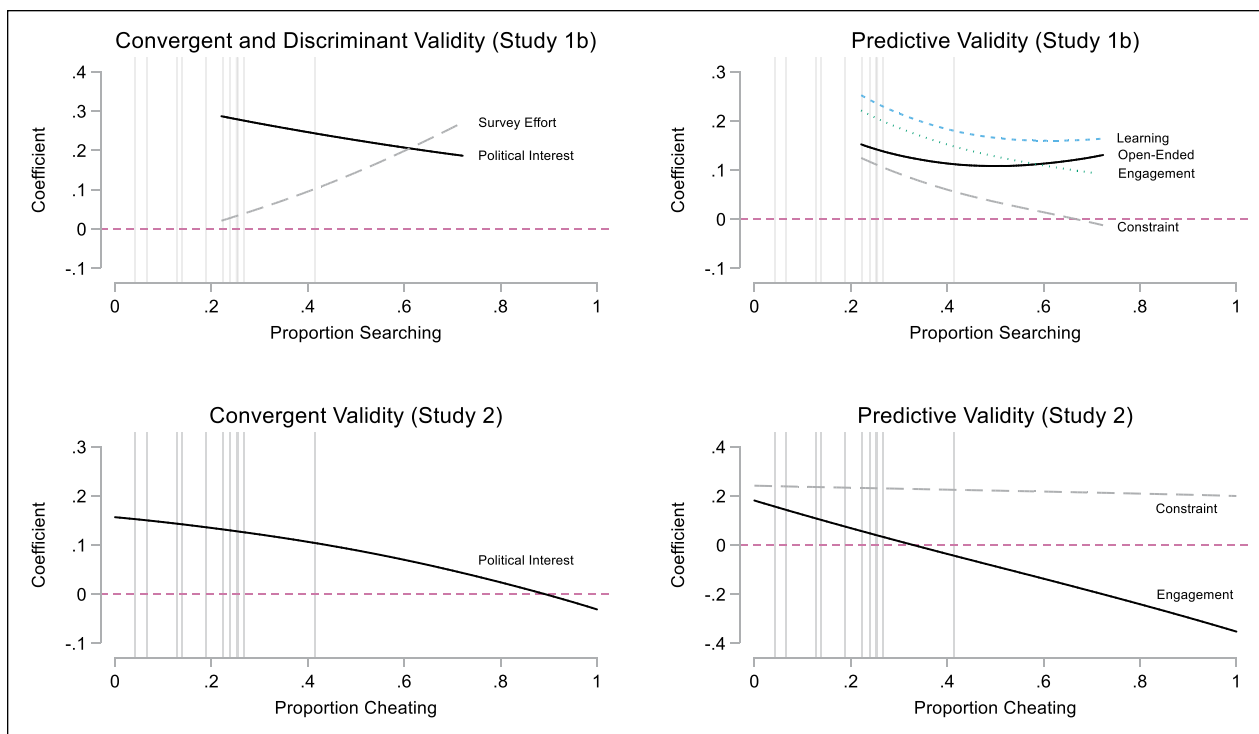 Convergent and Discriminant Validity (Study 1b)
.4
.3
.2
.1
0
-.1
Coefficient
Survey Effort
Political Interest
0 .2 .4 .6 .8 1
Proportion Searching
Predictive Validity (Study 1b)
.3
.2
.1
0
-.1
Coefficient
Learning
Open-Ended
Engagement
Constraint
0 .2 .4 .6 .8 1
Proportion Searching
Convergent Validity (Study 2)
.3
.2
.1
0
-.1
Coefficient
Political Interest
0 .2 .4 .6 .8 1
Proportion Cheating
Predictive Validity (Study 2)
.4
.2
0
-.2
-.4
Coefficient
Constraint
Engagement
0 .2 .4 .6 .8 1
Proportion Cheating